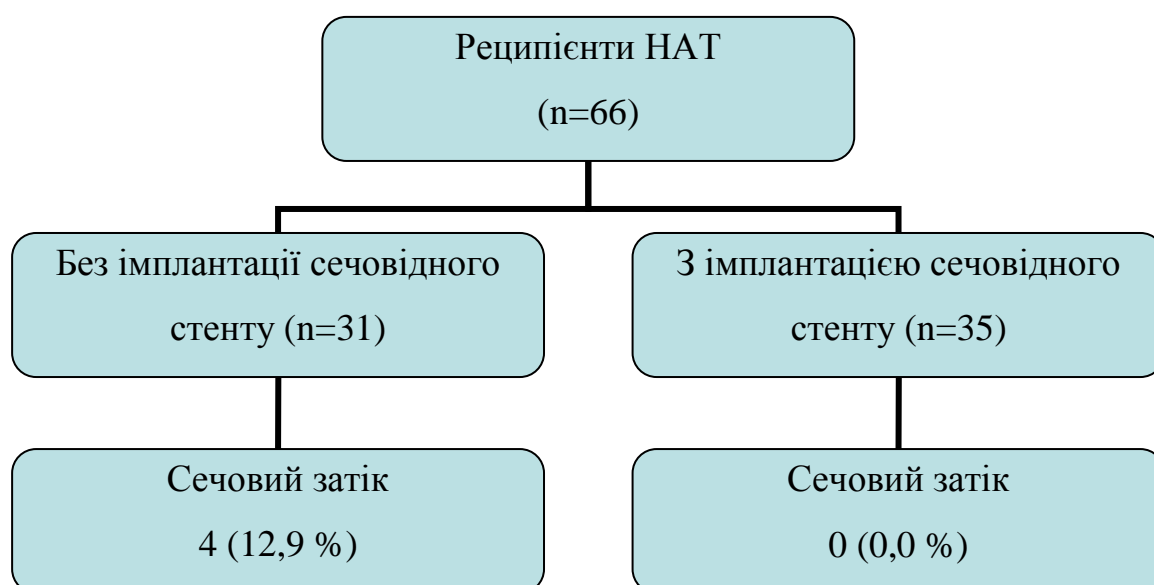 Реципієнти НАТ
(n=66)
Без імплантації сечовідного
стенту (n=31)
З імплантацією сечовідного
стенту (n=35)
Сечовий затік
4 (12,9 %)
Сечовий затік
0 (0,0 %)